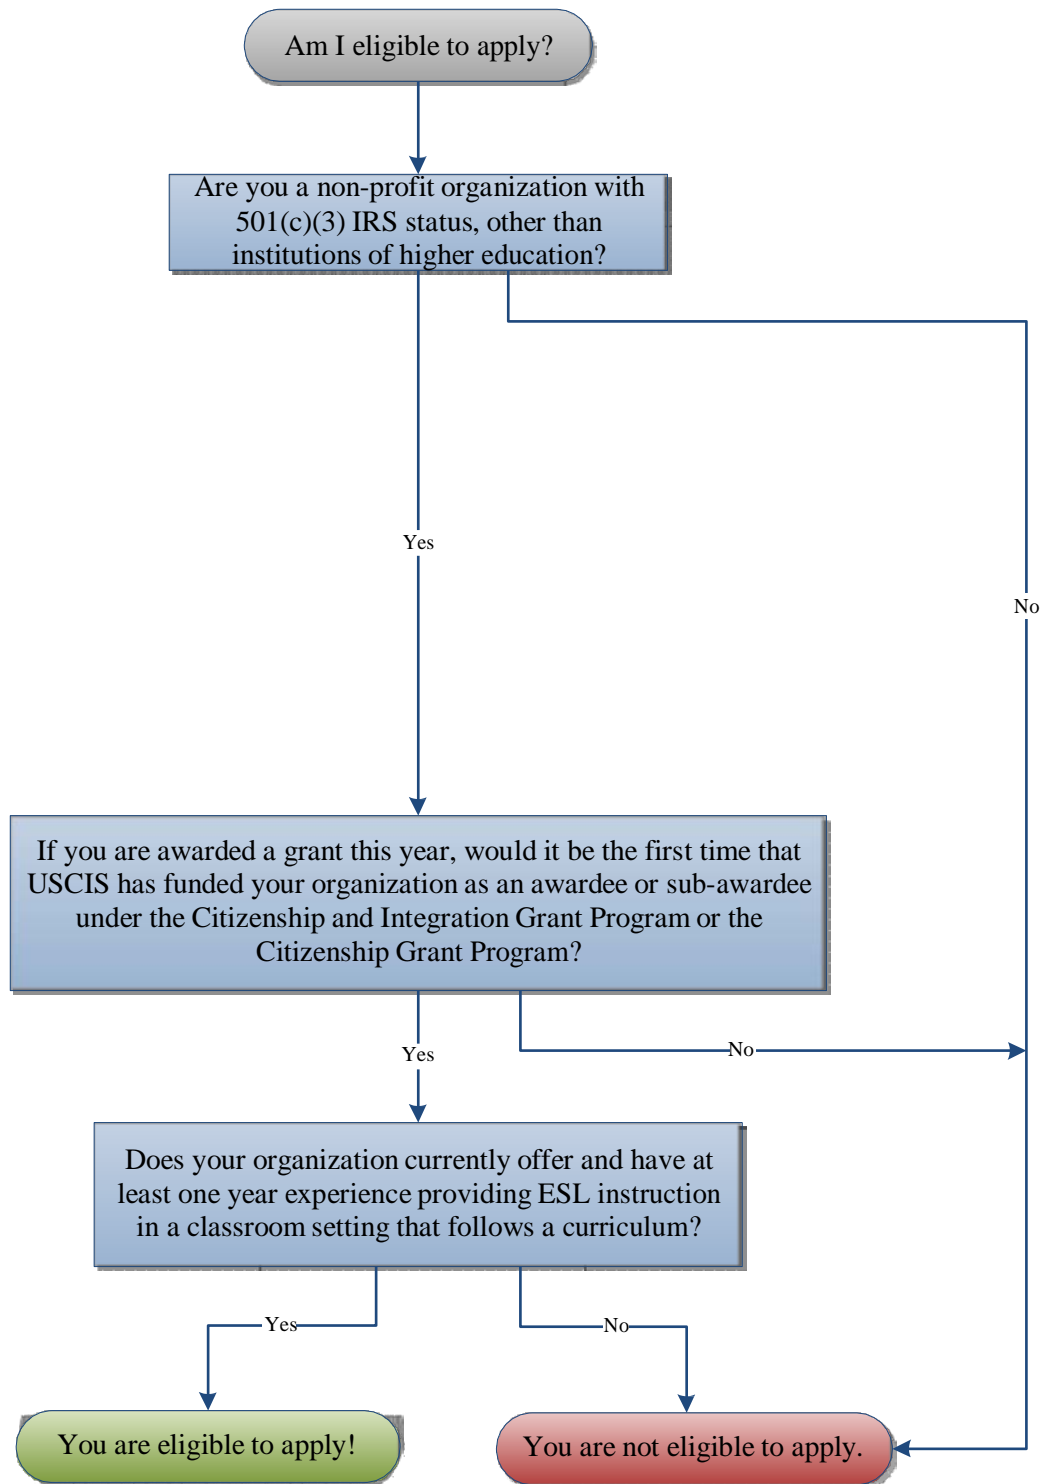 Am I eligible to apply?
Are you a non-profit organization with
501(c)(3) IRS status, other than
institutions of higher education?
Yes
No
If you are awarded a grant this year, would it be the first time that
USCIS has funded your organization as an awardee or sub-awardee
under the Citizenship and Integration Grant Program or the
Citizenship Grant Program?
Yes
No
Does your organization currently offer and have at
least one year experience providing ESL instruction
in a classroom setting that follows a curriculum?
Yes
No
You are eligible to apply!
You are not eligible to apply.